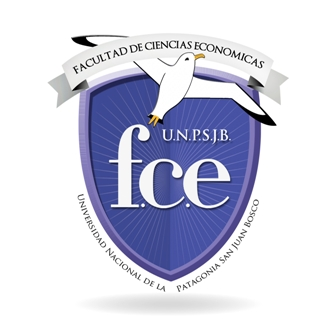 FACULTAD DE CIENCIAS ECONOMICAS
U.N.P.S.J.B.
f.c.e
UNIVERSIDAD NACIONAL DE LA PATAGONIA SAN JUAN BOSCO